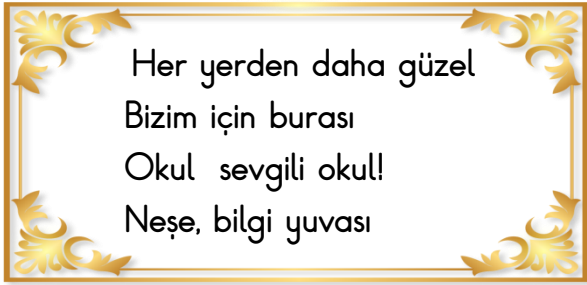 Her yerden daha güzel
Bizim için burası
Okul  sevgili okul!
Neşe, bilgi yuvası